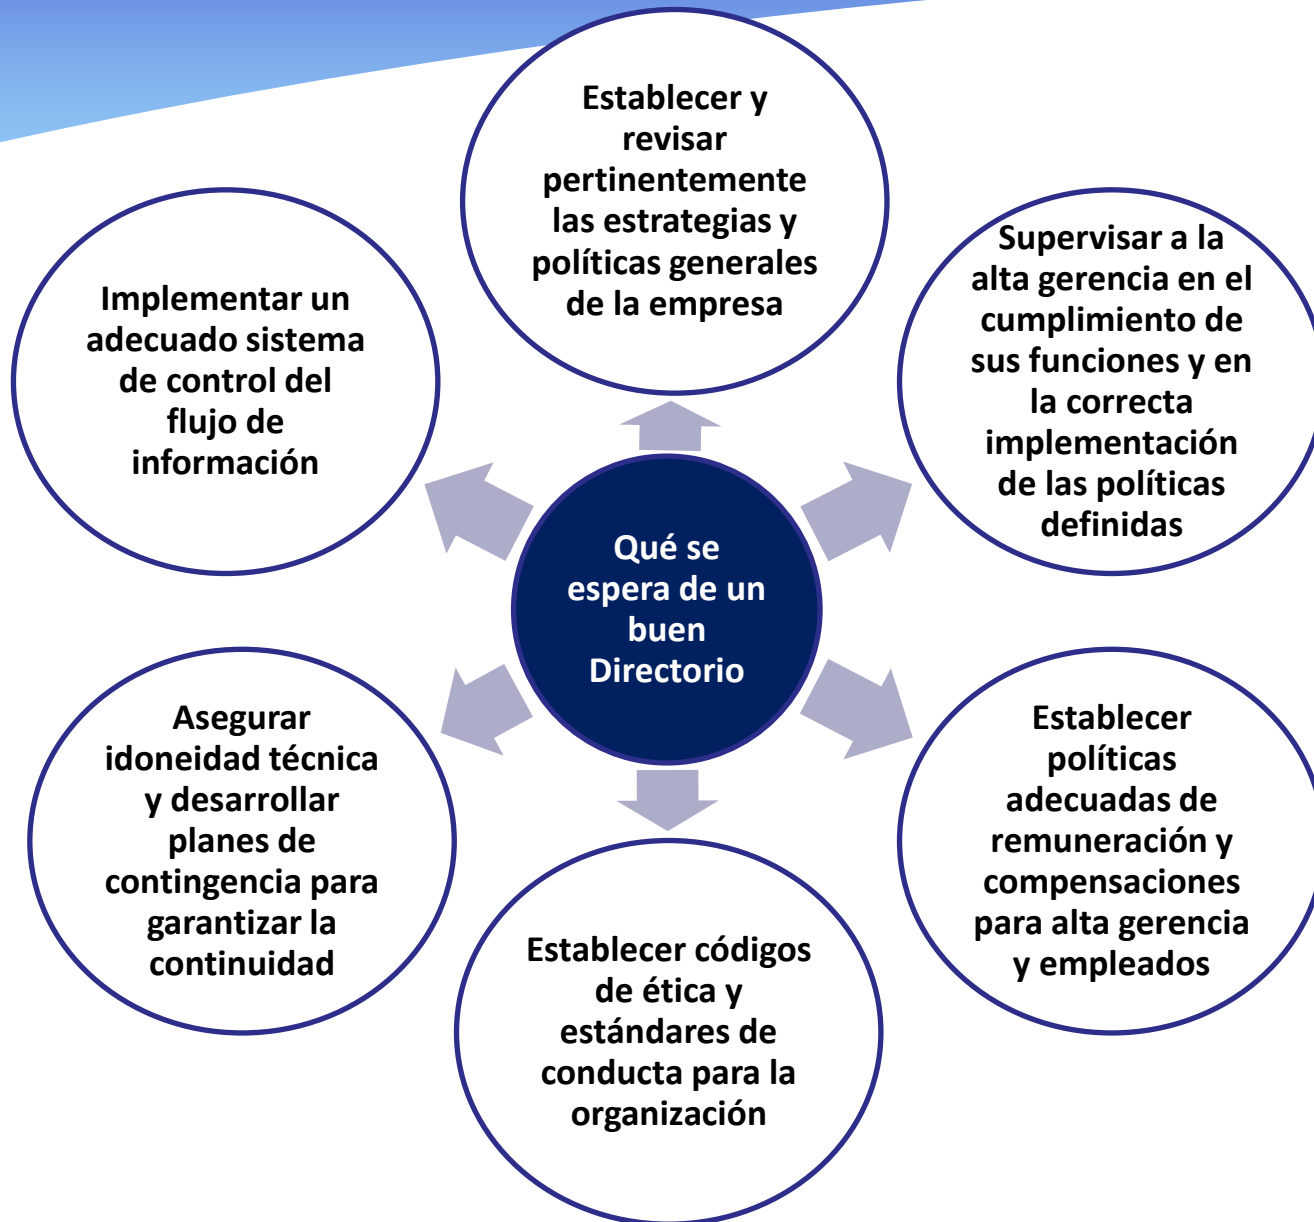 Establecer y
revisar
pertinentemente
las estrategias y
políticas generales
de la empresa
Supervisar a la
alta gerencia en el
cumplimiento de
sus funciones y en
la correcta
implementación
de las políticas
definidas
Implementar un
adecuado sistema
de control del
flujo de
información
Qué se
espera de un
buen
Directorio
Asegurar
idoneidad técnica
y desarrollar
planes de
contingencia para
garantizar la
continuidad
Establecer
políticas
adecuadas de
remuneración y
compensaciones
para alta gerencia
y empleados
Establecer códigos
de ética y
estándares de
conducta para la
organización